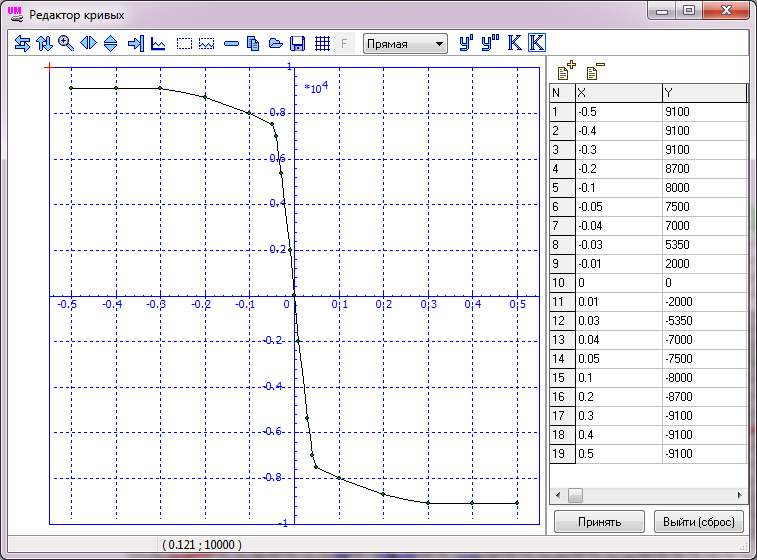 UM Редактор кривых
F Прямая y' y'' K K
N X Y
1 -0.5 9100
2 -0.4 9100
3 -0.3 9100
4 -0.2 8700
5 -0.1 8000
6 -0.05 7500
7 -0.04 7000
8 -0.03 5350
9 -0.01 2000
10 0 0
11 0.01 -2000
12 0.03 -5350
13 0.04 -7000
14 0.05 -7500
15 0.1 -8000
16 0.2 -8700
17 0.3 -9100
18 0.4 -9100
19 0.5 -9100
1
*10⁴
0.8
0.6
0.4
0.2
-0.5 -0.4 -0.3 -0.2 -0.1 0 0.1 0.2 0.3 0.4 0.5
-0.2
-0.4
-0.6
-0.8
-1
Принять Выйти (сброс)
( 0.121 ; 10000 )